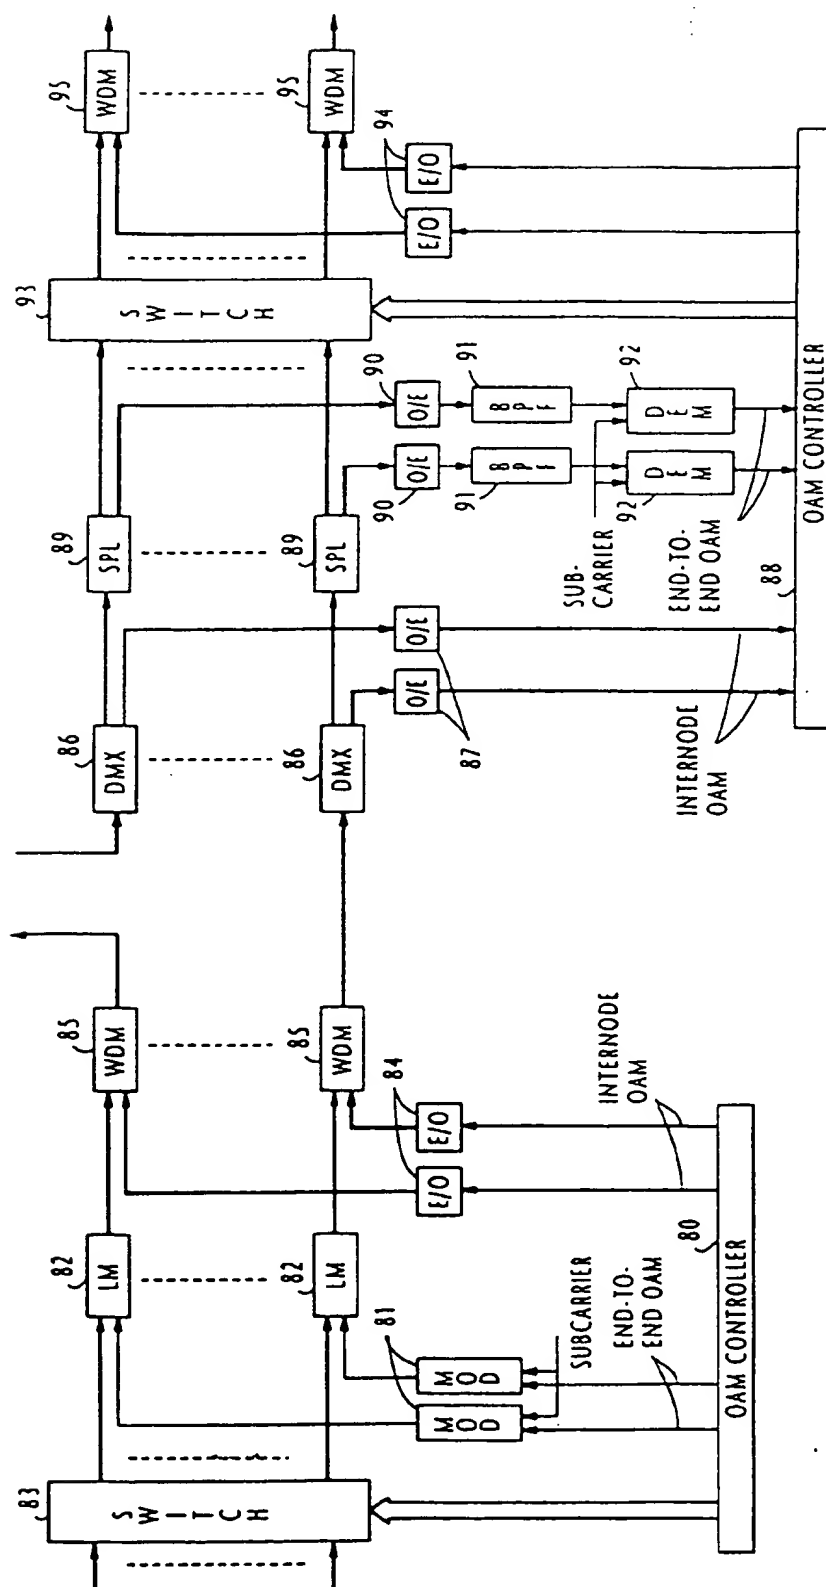 95
WDM
95
WDM
94
E/O
E/O
93
SWITCH
90
O/E
91
BPF
92
DEM
O/E
90
BPF
91
DEM
92
SUB-
CARRIER
END-TO-
END OAM
88
OAM CONTROLLER
89
SPL
89
SPL
O/E
O/E
87
INTERNODE
OAM
86
DMX
86
DMX
85
WDM
85
WDM
84
E/O
E/O
INTERNODE
OAM
82
LM
82
LM
81
MOD
MOD
SUBCARRIER
END-TO-
END OAM
80
OAM CONTROLLER
83
SWITCH